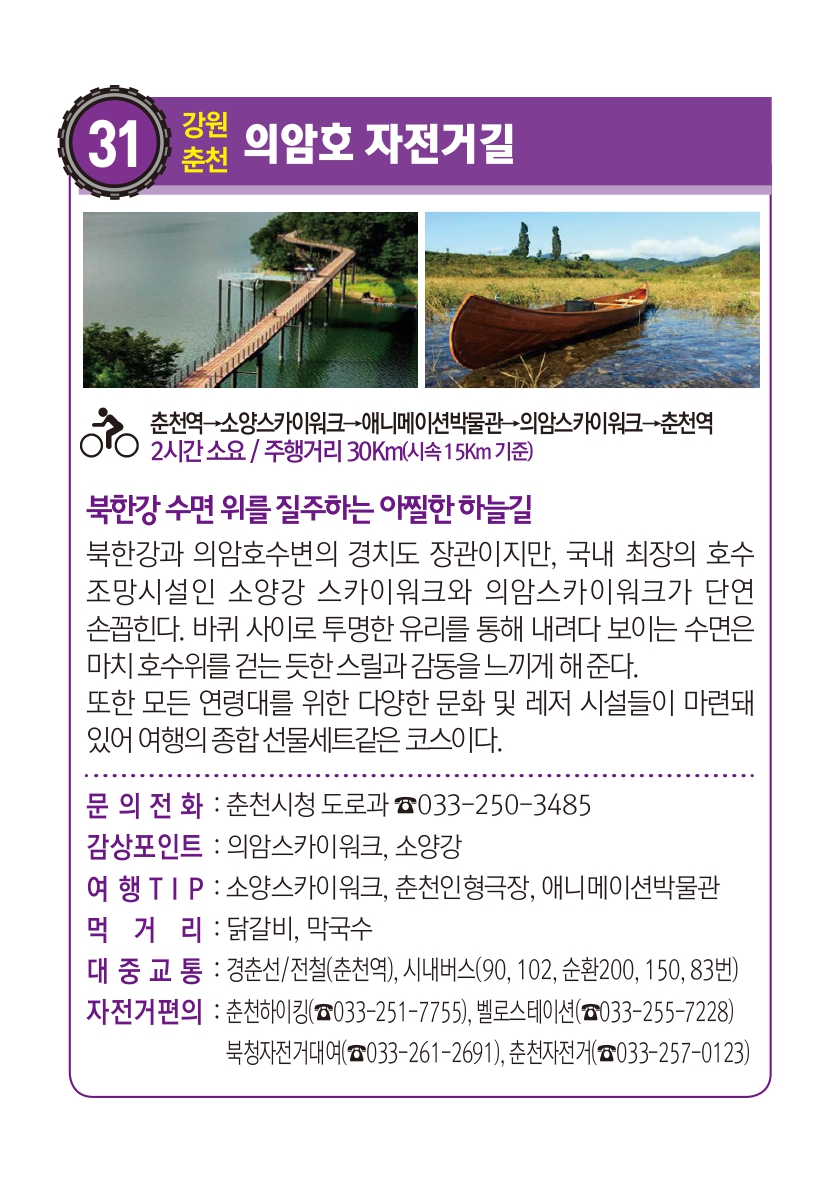 31
강원
춘천
의암호 자전거길
춘천역→소양스카이워크→애니메이션박물관→의암스카이워크→춘천역
2시간 소요 / 주행거리 30Km(시속 15Km 기준)
북한강 수면 위를 질주하는 아찔한 하늘길
북한강과 의암호수변의 경치도 장관이지만, 국내 최장의 호수
조망시설인 소양강 스카이워크와 의암스카이워크가 단연
손꼽힌다. 바퀴 사이로 투명한 유리를 통해 내려다 보이는 수면은
마치 호수위를 걷는 듯한 스릴과 감동을 느끼게 해 준다.
또한 모든 연령대를 위한 다양한 문화 및 레저 시설들이 마련돼
있어 여행의 종합 선물세트같은 코스이다.
문의전화 : 춘천시청 도로과 ☎033-250-3485
감상포인트 : 의암스카이워크, 소양강
여행TIP : 소양스카이워크, 춘천인형극장, 애니메이션박물관
먹거리 : 닭갈비, 막국수
대중교통 : 경춘선/전철(춘천역), 시내버스(90, 102, 순환200, 150, 83번)
자전거편의 : 춘천하이킹(☎033-251-7755), 벨로스테이션(☎033-255-7228)
북청자전거대여(☎033-261-2691), 춘천자전거(☎033-257-0123)